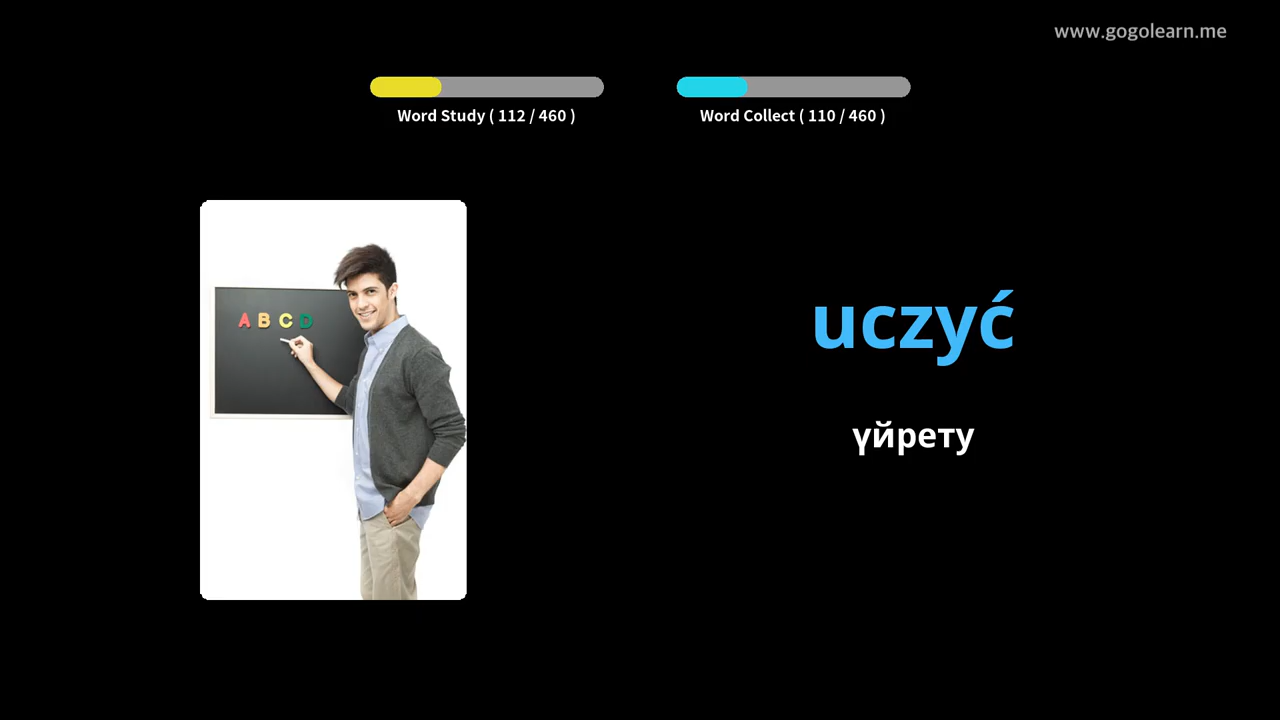 www.gogolearn.me
Word Study ( 112 / 460 )
Word Collect ( 110 / 460 )
A B C D
uczyć
үйрету